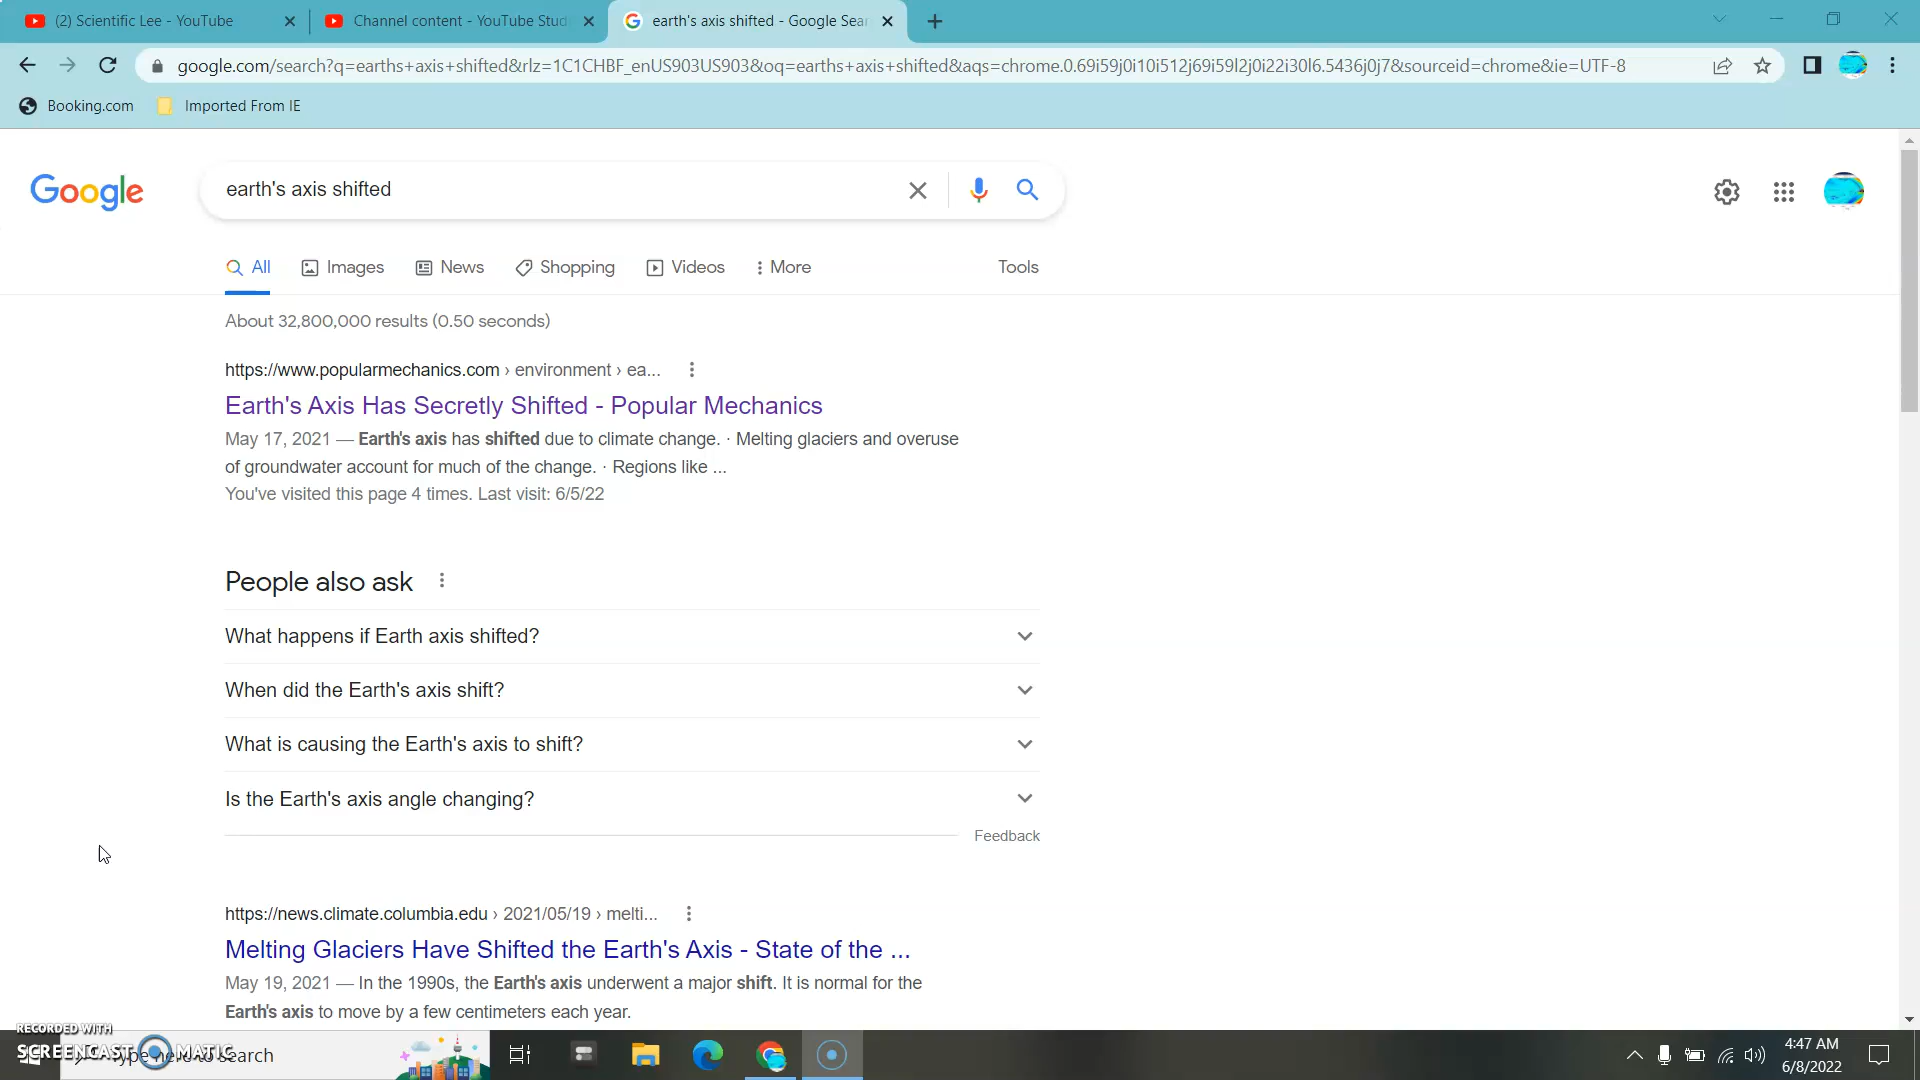 (2) Scientific Lee - YouTube
Channel content - YouTube Stud
earth's axis shifted - Google Sear
google.com/search?q=earths+axis+shifted&rlz=1C1CHBF_enUS903US903&oq=earths+axis+shifted&aqs=chrome.0.69i59j0i10i512j69i59l2j0i22i30l6.5436j0j7&sourceid=chrome&ie=UTF-8
Booking.com
Imported From IE
Google
earth's axis shifted
All
Images
News
Shopping
Videos
More
Tools
About 32,800,000 results (0.50 seconds)
https://www.popularmechanics.com › environment › ea...
Earth's Axis Has Secretly Shifted - Popular Mechanics
May 17, 2021 — Earth's axis has shifted due to climate change. · Melting glaciers and overuse
of groundwater account for much of the change. · Regions like ...
You've visited this page 4 times. Last visit: 6/5/22
People also ask
What happens if Earth axis shifted?
When did the Earth's axis shift?
What is causing the Earth's axis to shift?
Is the Earth's axis angle changing?
Feedback
https://news.climate.columbia.edu › 2021/05/19 › melti...
Melting Glaciers Have Shifted the Earth's Axis - State of the ...
May 19, 2021 — In the 1990s, the Earth's axis underwent a major shift. It is normal for the
Earth's axis to move by a few centimeters each year.
RECORDED WITH
SCREENCAST MATIC
Type here to search
4:47 AM
6/8/2022